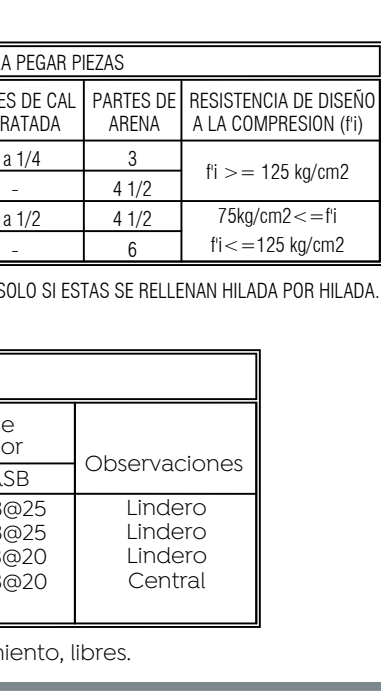 A PEGAR PIEZAS
ES DE CAL PARTES DE RESISTENCIA DE DISEÑO
RATADA ARENA A LA COMPRESION (f'i)
a 1/4 3
f'i >= 125 kg/cm2
- 4 1/2
a 1/2 4 1/2 75kg/cm2<=f'i
- 6 f'i<=125 kg/cm2
SOLO SI ESTAS SE RELLENAN HILADA POR HILADA.
e
or
Observaciones
SB
@25 Lindero
@25 Lindero
@20 Lindero
@20 Central
iento, libres.